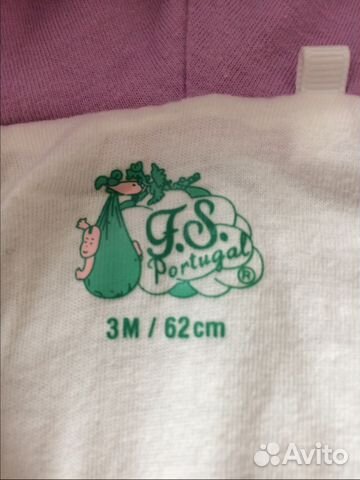 F.S.
Portugal
®
3M / 62cm
Avito